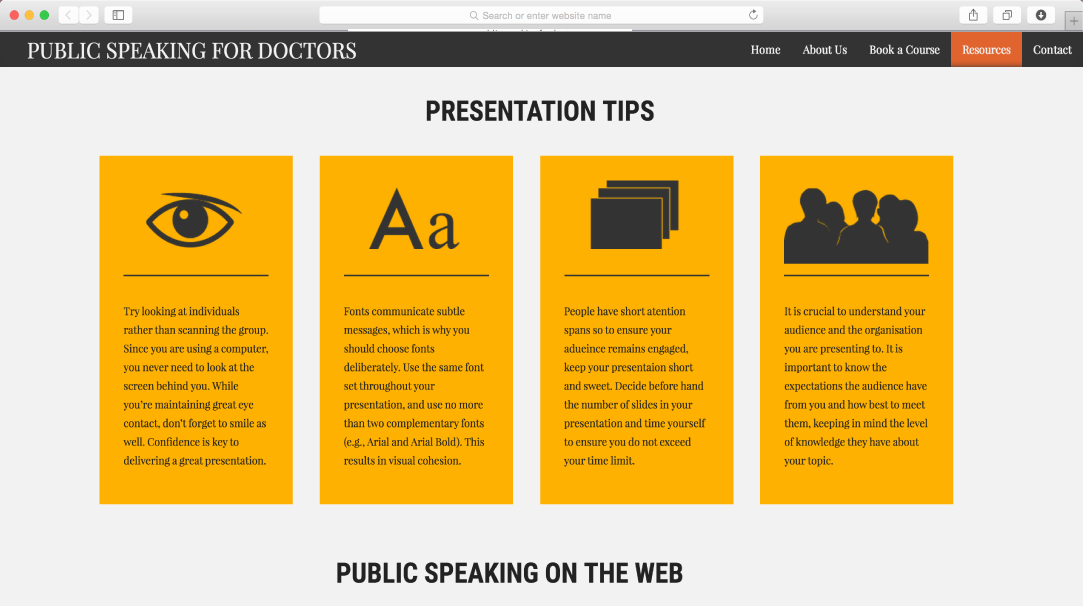 Search or enter website name
PUBLIC SPEAKING FOR DOCTORS
Home
About Us
Book a Course
Resources
Contact
PRESENTATION TIPS
Aa
Try looking at individuals
rather than scanning the group.
Since you are using a computer,
you never need to look at the
screen behind you. While
you're maintaining great eye
contact, don't forget to smile as
well. Confidence is key to
delivering a great presentation.
Fonts communicate subtle
messages, which is why you
should choose fonts
deliberately. Use the same font
set throughout your
presentation, and use no more
than two complementary fonts
(e.g., Arial and Arial Bold). This
results in visual cohesion.
People have short atention
spans so to ensure your
adueince remains engaged,
keep your presentaion short
and sweet. Decide before hand
the number of slides in your
presentation and time yourself
to ensure you do not exceed
your time limit.
It is crucial to understand your
audience and the organisation
you are presenting to. It is
important to know the
expectations the audience have
from you and how best to meet
them, keeping in mind the level
of knowledge they have about
your topic.
PUBLIC SPEAKING ON THE WEB